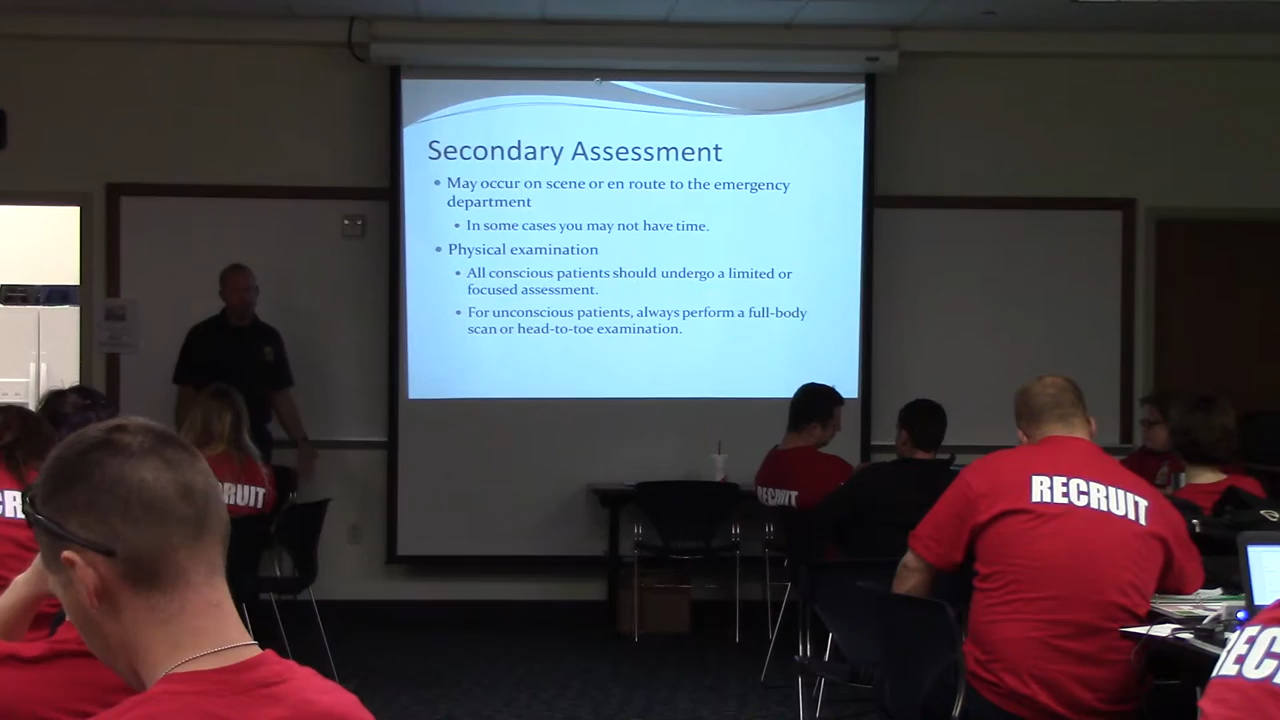 Secondary Assessment
• May occur on scene or en route to the emergency
department
• In some cases you may not have time.
• Physical examination
• All conscious patients should undergo a limited or
focused assessment.
• For unconscious patients, always perform a full-body
scan or head-to-toe examination.
CR
RUIT
RECRUIT
RECRUIT
REC